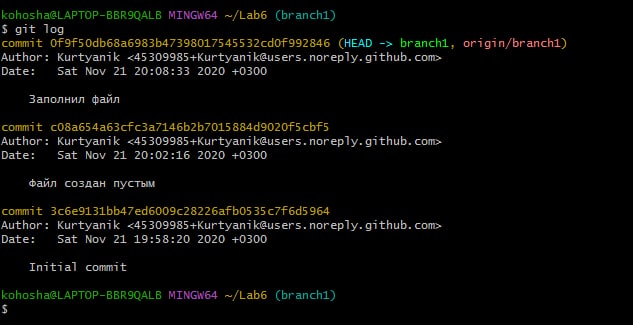 kohosha@LAPTOP-BBR9QALB MINGW64 ~/Lab6 (branch1)
$ git log
commit 0f9f50db68a6983b47398017545532cd0f992846 (HEAD -> branch1, origin/branch1)
Author: Kurtyanik <45309985+Kurtyanik@users.noreply.github.com>
Date:   Sat Nov 21 20:08:33 2020 +0300
    Заполнил файл
commit c08a654a63cfc3a7146b2b7015884d9020f5cbf5
Author: Kurtyanik <45309985+Kurtyanik@users.noreply.github.com>
Date:   Sat Nov 21 20:02:16 2020 +0300
    Файл создан пустым
commit 3c6e9131bb47ed6009c28226afb0535c7f6d5964
Author: Kurtyanik <45309985+Kurtyanik@users.noreply.github.com>
Date:   Sat Nov 21 19:58:20 2020 +0300
    Initial commit
kohosha@LAPTOP-BBR9QALB MINGW64 ~/Lab6 (branch1)
$